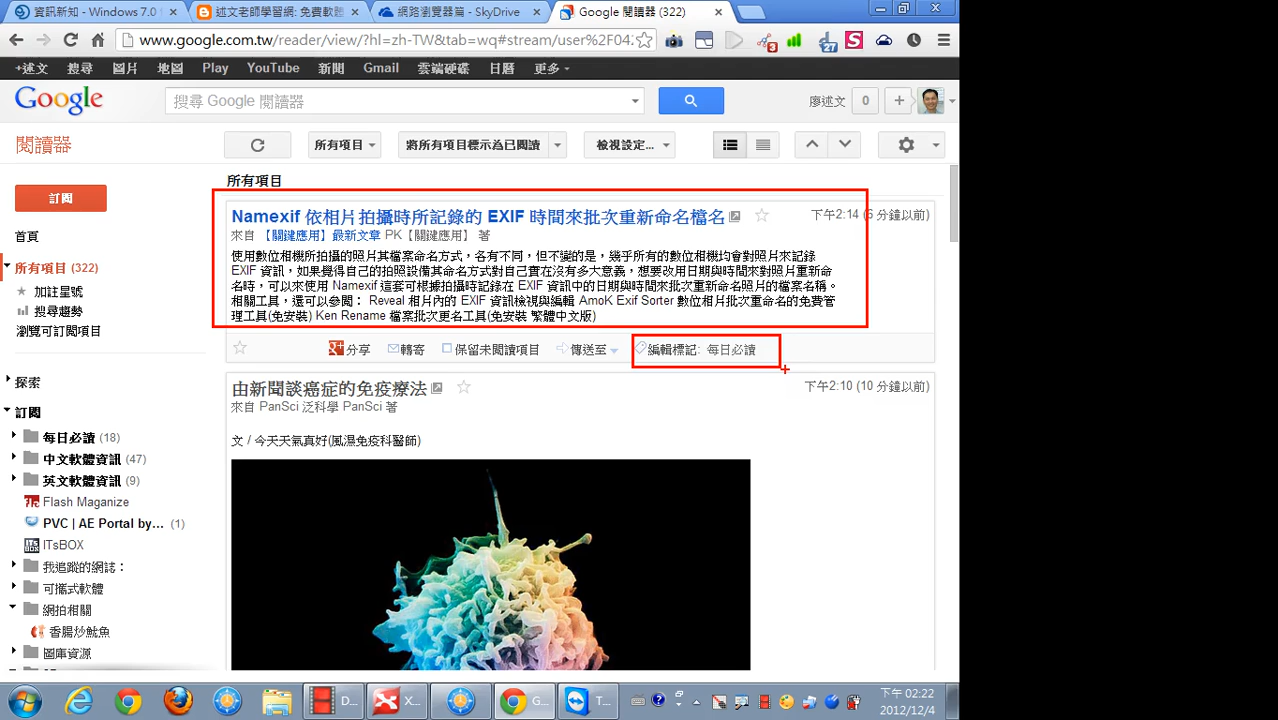 資訊新知 - Windows 7.0
述文老師學習網: 免費軟體
網路瀏覽器篇 - SkyDrive
Google 閱讀器 (322)
www.google.com.tw/reader/view/?hl=zh-TW&tab=wq#stream/user%2F04
3
27
+述文 搜尋 圖片 地圖 Play YouTube 新聞 Gmail 雲端硬碟 日曆 更多
Google
搜尋 Google 閱讀器
廖述文 0 +
閱讀器
所有項目
將所有項目標示為已閱讀
檢視設定...
訂閱
首頁
所有項目 (322)
加註星號
搜尋趨勢
瀏覽可訂閱項目
探索
訂閱
每日必讀 (18)
中文軟體資訊 (47)
英文軟體資訊 (9)
Flash Maganize
PVC | AE Portal by... (1)
ITsBOX
我追蹤的網誌：
可攜式軟體
網拍相關
香腸炒魷魚
圖庫資源
所有項目
Namexif 依相片拍攝時所記錄的 EXIF 時間來批次重新命名檔名
下午2:14 (6 分鐘以前)
來自 【關鍵應用】最新文章 PK【關鍵應用】 著
使用數位相機所拍攝的照片其檔案命名方式，各有不同，但不變的是，幾乎所有的數位相機均會對照片來記錄
EXIF 資訊，如果覺得自己的拍照設備其命名方式對自己實在沒有多大意義，想要改用日期與時間來對照片重新命
名時，可以來使用 Namexif 這套可根據拍攝時記錄在 EXIF 資訊中的日期與時間來批次重新命名照片的檔案名稱。
相關工具，還可以參閱： Reveal 相片內的 EXIF 資訊檢視與編輯 AmoK Exif Sorter 數位相片批次重命名的免費管
理工具(免安裝) Ken Rename 檔案批次更名工具(免安裝 繁體中文版)
分享 轉寄 保留未閱讀項目 傳送至 編輯標記: 每日必讀
由新聞談癌症的免疫療法
下午2:10 (10 分鐘以前)
來自 PanSci 泛科學 PanSci 著
文 / 今天天氣真好(風濕免疫科醫師)
D...
X...
G...
T...
下午 02:22
2012/12/4